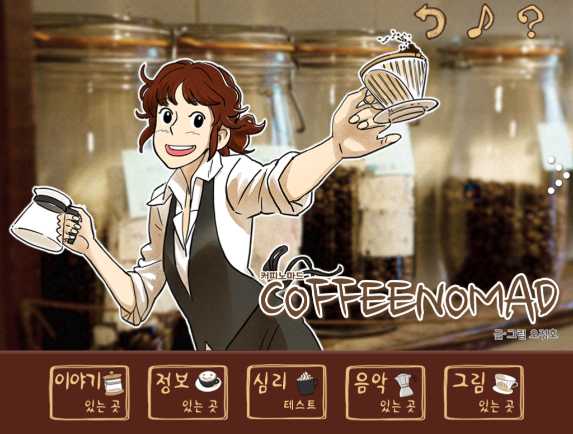 커피노마드
COFFEENOMAD
글·그림 오정호
이야기
있는 곳
정보
있는 곳
심리
테스트
음악
있는 곳
그림
있는 곳